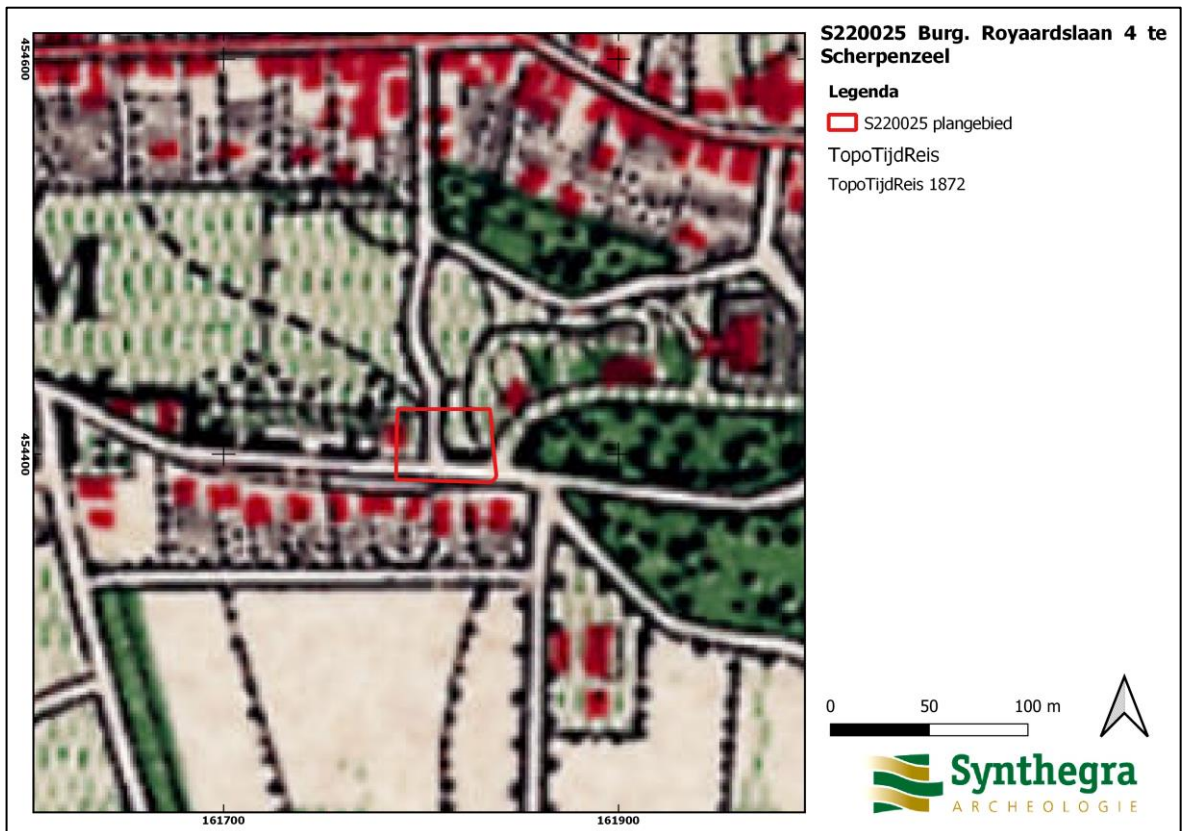 S220025 Burg. Royaardslaan 4 te
Scherpenzeel
Legenda
S220025 plangebied
TopoTijdReis
TopoTijdReis 1872
454600
M
454400
0 50 100 m
Synthegra
ARCHEOLOGIE
161700 161900